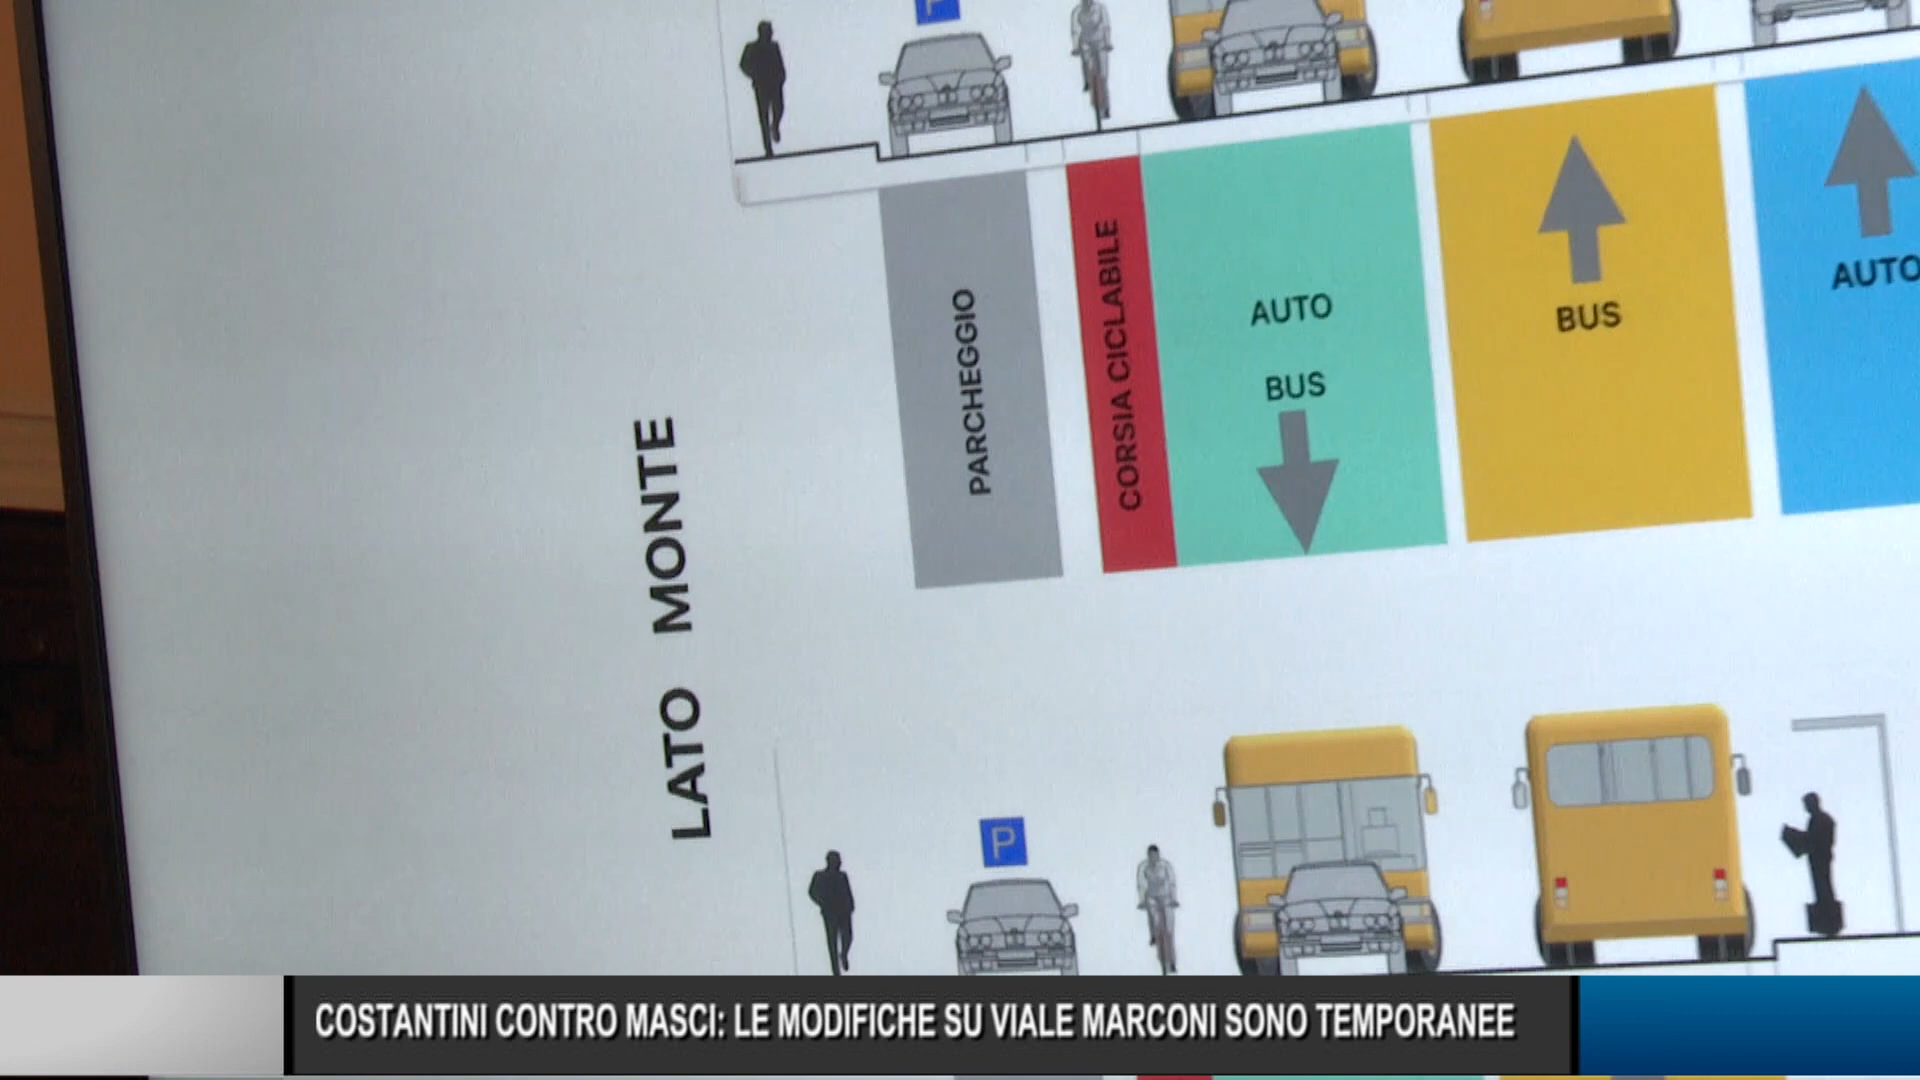 P
PARCHEGGIO
CORSIA CICLABILE
AUTO
BUS
BUS
AUTO
LATO MONTE
P
COSTANTINI CONTRO MASCI: LE MODIFICHE SU VIALE MARCONI SONO TEMPORANEE